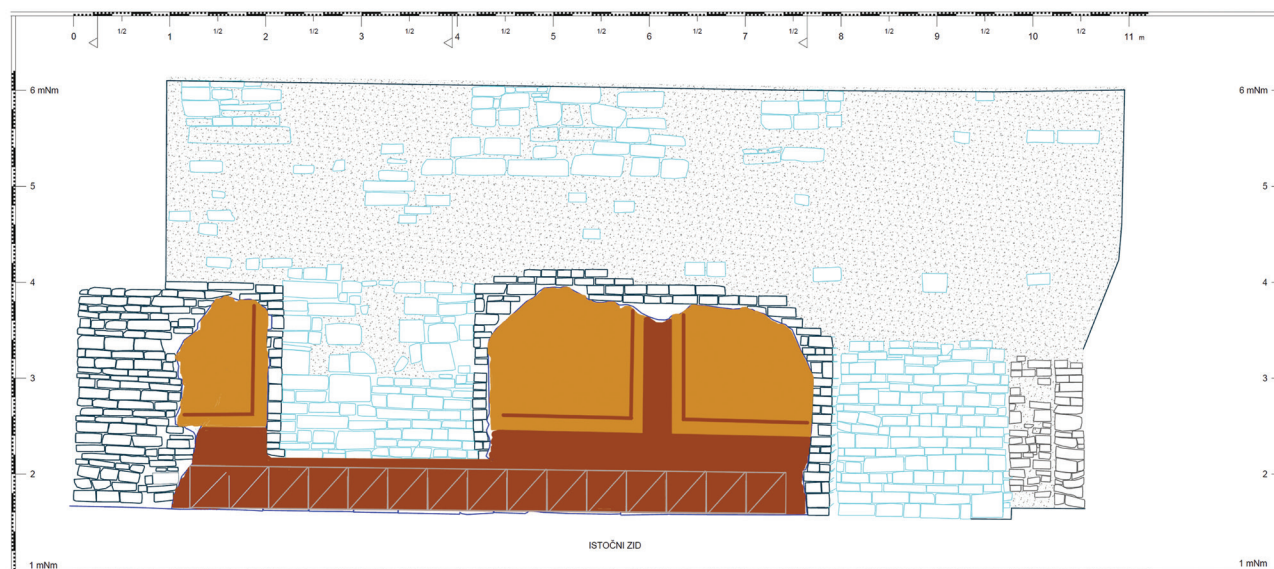 0 1/2 1 1/2 2 1/2 3 1/2 4 1/2 5 1/2 6 1/2 7 1/2 8 1/2 9 1/2 10 1/2 11 m
6 mNm 6 mNm
5 5
4 4
3 3
2 2
ISTOČNI ZID
1 mNm 1 mNm